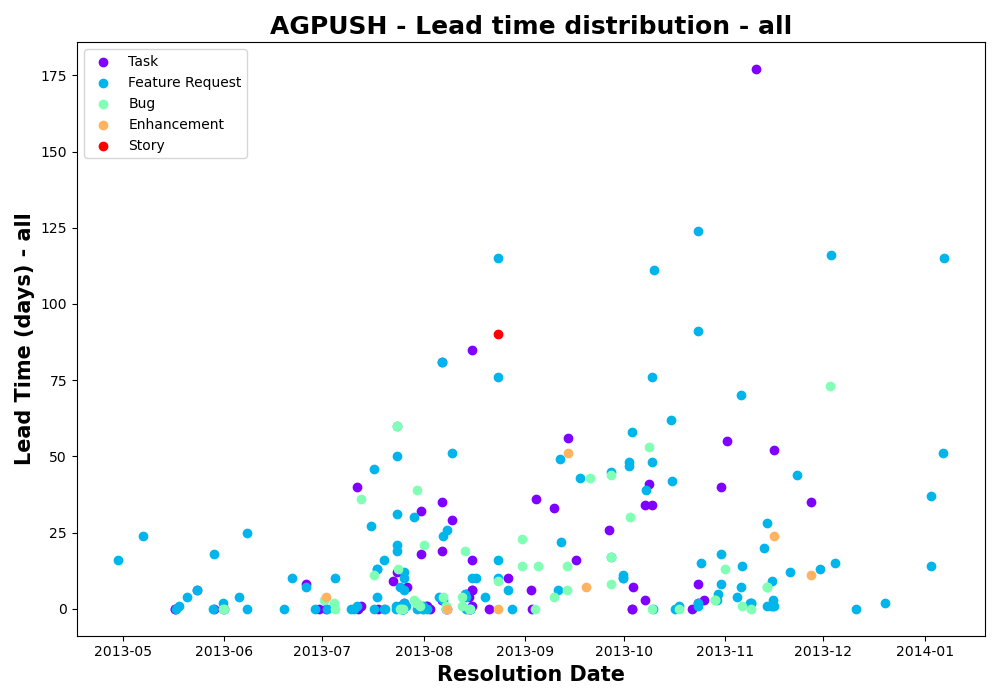 AGPUSH - Lead time distribution - all
Task
Feature Request
Bug
Enhancement
Story
Lead Time (days) - all
175
150
125
100
75
50
25
0
2013-05 2013-06 2013-07 2013-08 2013-09 2013-10 2013-11 2013-12 2014-01
Resolution Date